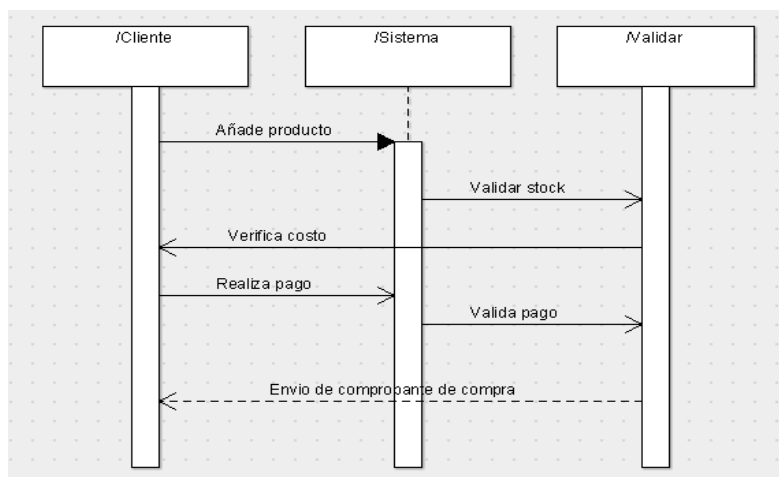 /Cliente
/Sistema
/Validar
Añade producto
Validar stock
Verifica costo
Realiza pago
Valida pago
Envio de comprobante de compra